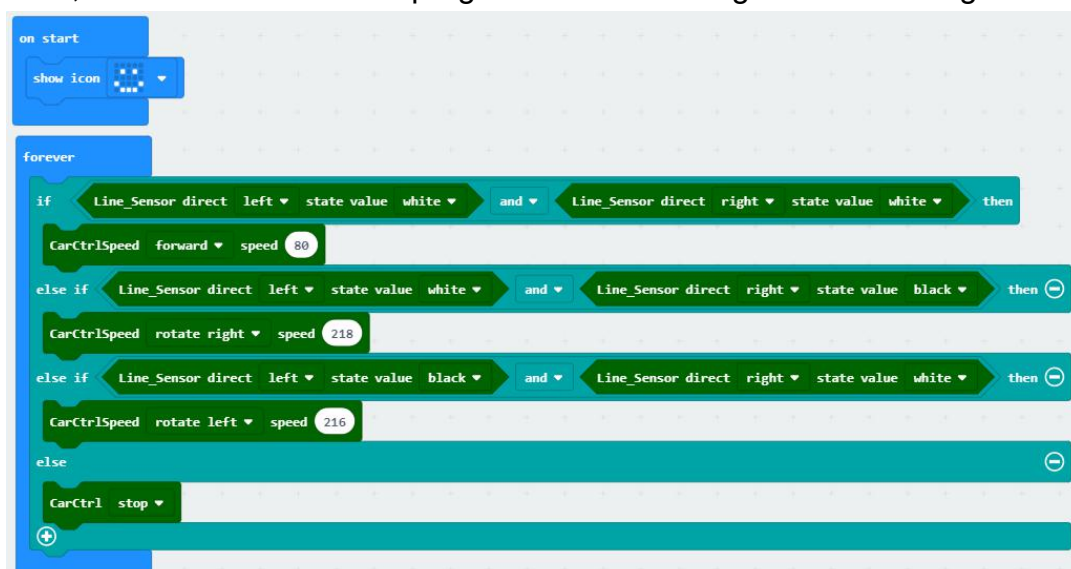 on start
show icon
forever
if Line_Sensor direct left state value white and Line_Sensor direct right state value white then
CarCtrlSpeed forward speed 80
else if Line_Sensor direct left state value white and Line_Sensor direct right state value black then
CarCtrlSpeed rotate right speed 218
else if Line_Sensor direct left state value black and Line_Sensor direct right state value white then
CarCtrlSpeed rotate left speed 216
else
CarCtrl stop